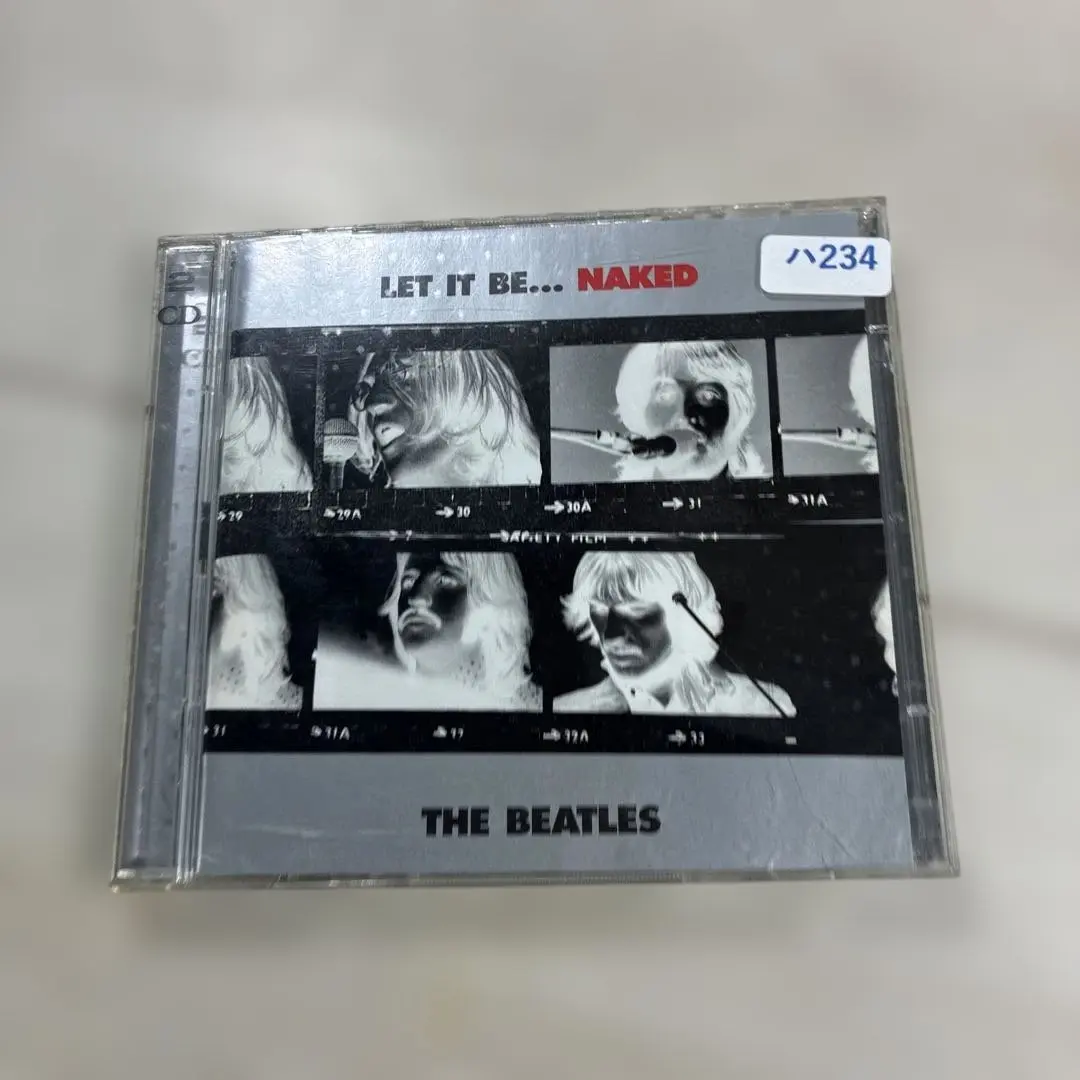 LET IT BE... NAKED
ハ234
CD
→29
→29A
→30
→30A
→31
→31A
SAFETY FILM ++ ++
→31
→31A
→32A
→33
THE BEATLES